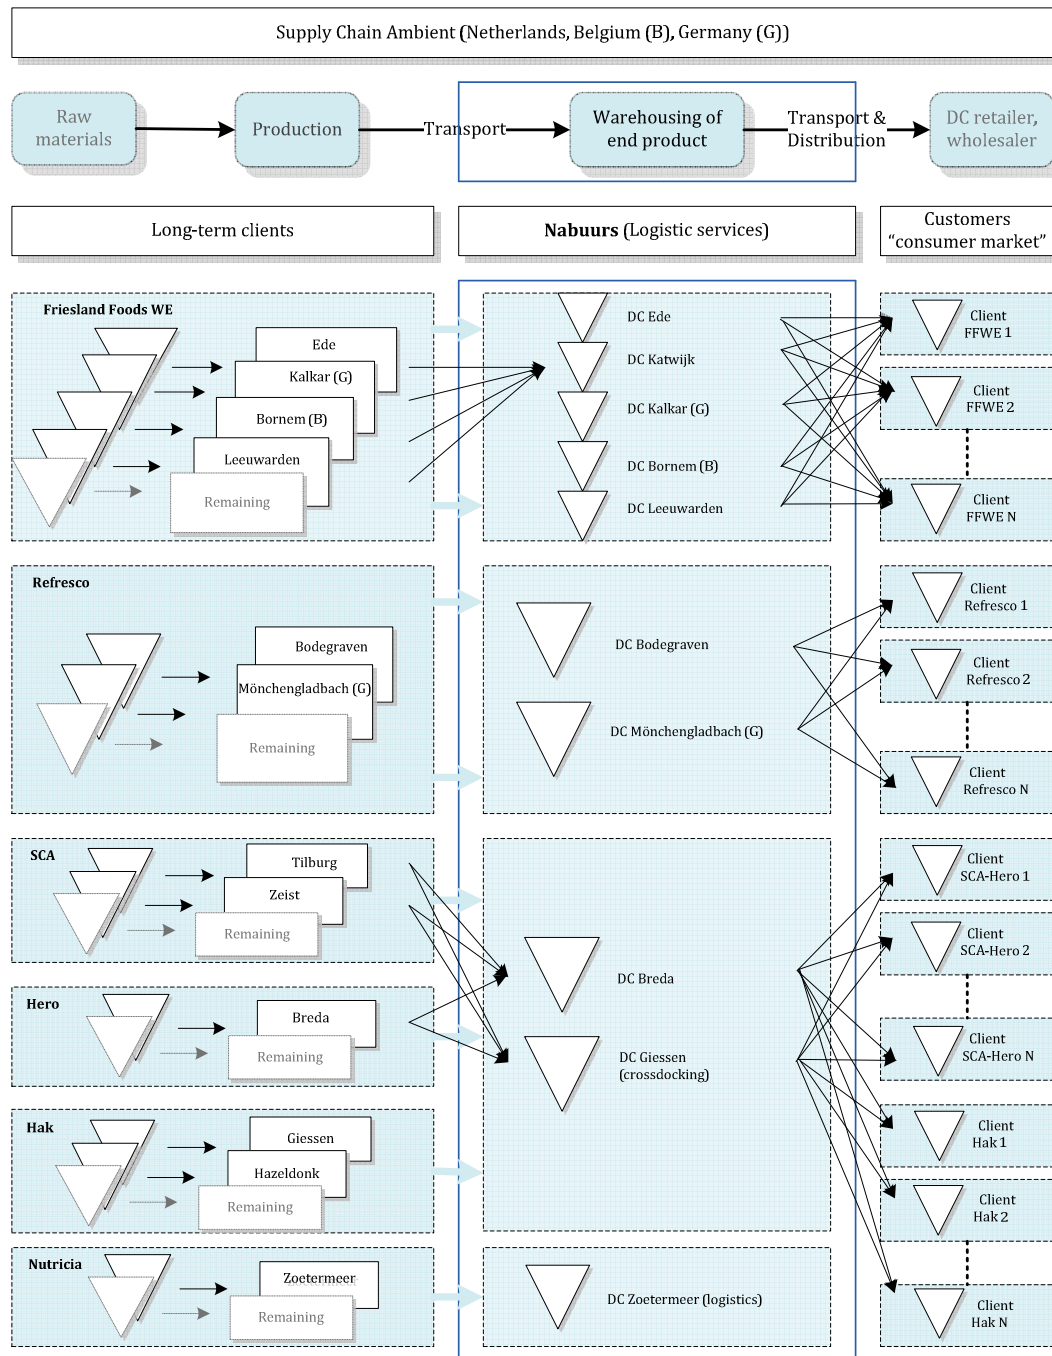 Supply Chain Ambient (Netherlands, Belgium (B), Germany (G))
Raw
materials
Production
Transport
Warehousing of
end product
Transport &
Distribution
DC retailer,
wholesaler
Long-term clients
Nabuurs (Logistic services)
Customers
“consumer market”
Friesland Foods WE
Ede
Kalkar (G)
Bornem (B)
Leeuwarden
Remaining
DC Ede
DC Katwijk
DC Kalkar (G)
DC Bornem (B)
DC Leeuwarden
Client
FFWE 1
Client
FFWE 2
Client
FFWE N
Refresco
Bodegraven
Mönchengladbach (G)
Remaining
DC Bodegraven
DC Mönchengladbach (G)
Client
Refresco 1
Client
Refresco 2
Client
Refresco N
SCA
Tilburg
Zeist
Remaining
Hero
Breda
Remaining
Hak
Giessen
Hazeldonk
Remaining
DC Breda
DC Giessen
(crossdocking)
Client
SCA-Hero 1
Client
SCA-Hero 2
Client
SCA-Hero N
Client
Hak 1
Client
Hak 2
Client
Hak N
Nutricia
Zoetermeer
Remaining
DC Zoetermeer (logistics)